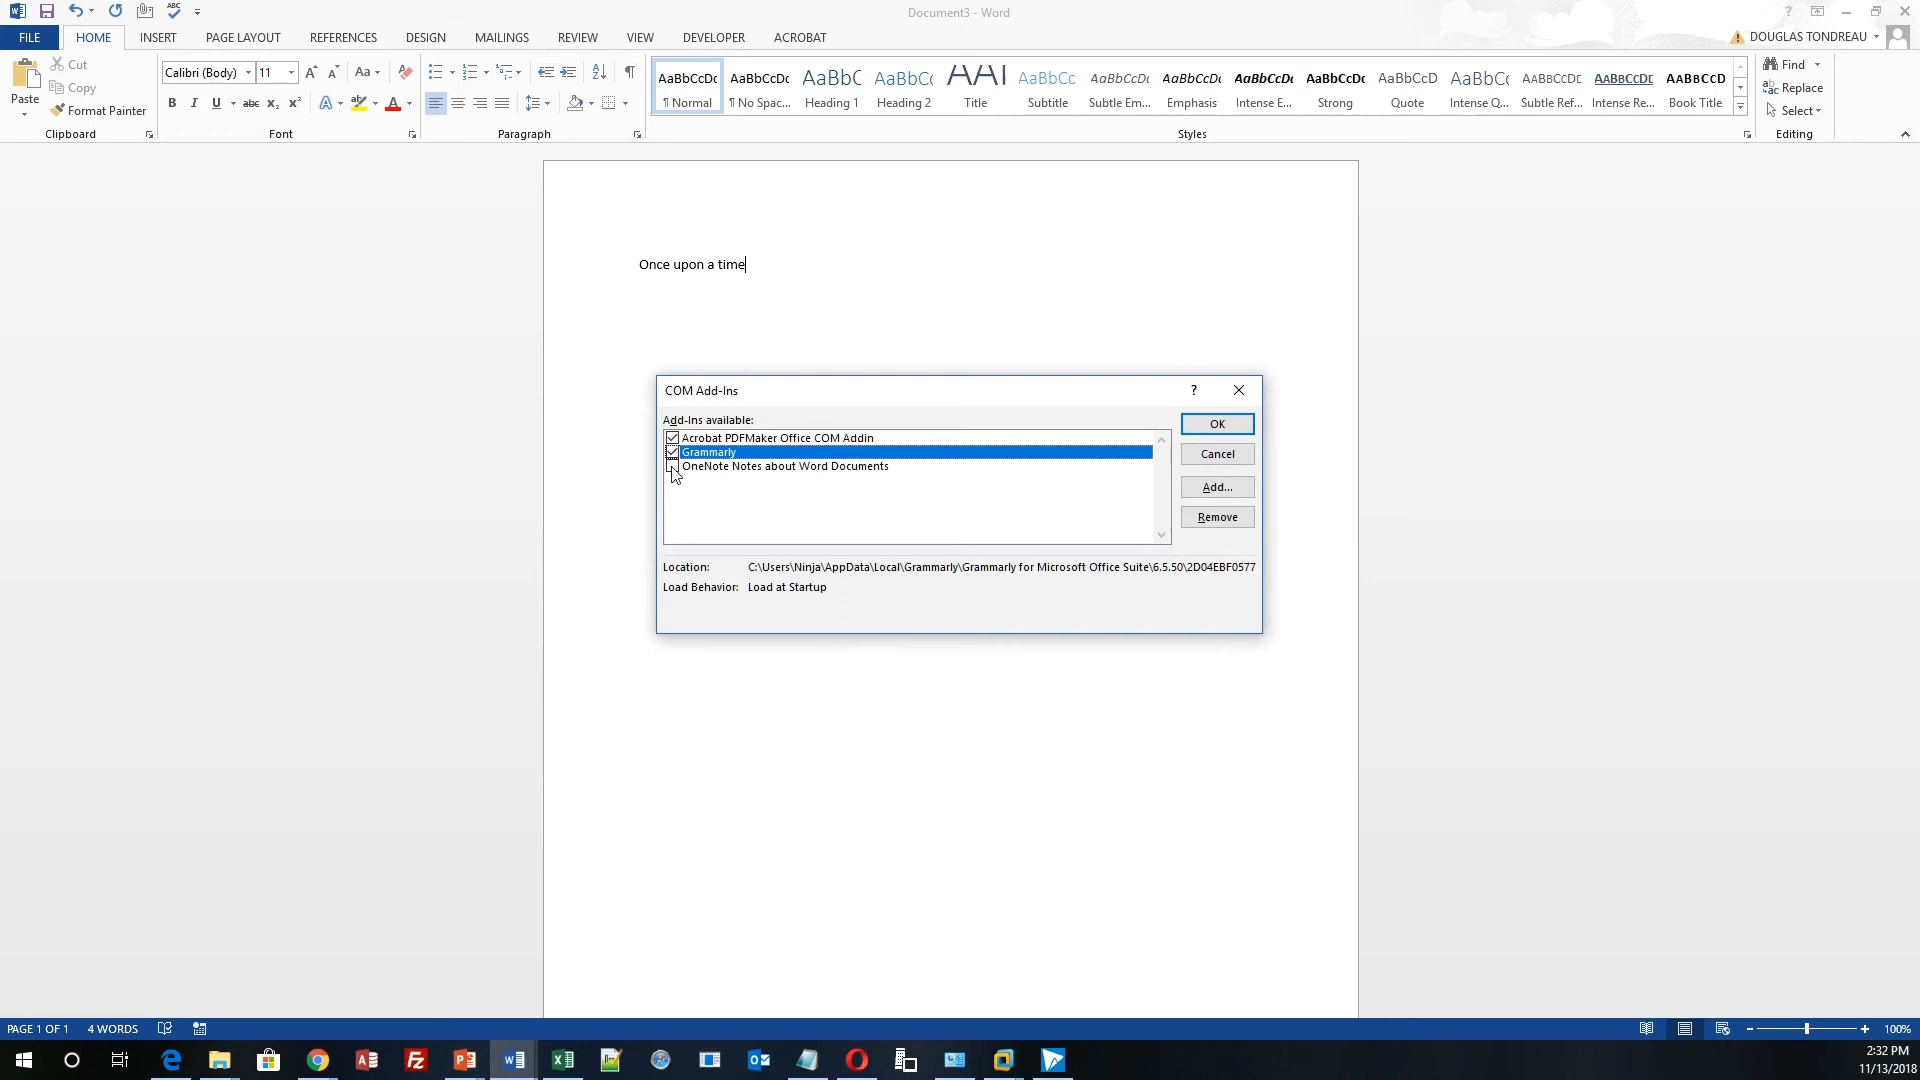 Document3 - Word
FILE HOME INSERT PAGE LAYOUT REFERENCES DESIGN MAILINGS REVIEW VIEW DEVELOPER ACROBAT DOUGLAS TONDREAU
Paste
Cut
Copy
Format Painter
Clipboard
Calibri (Body) 11
Font
Paragraph
AaBbCcDc AaBbCcDc AaBbC AaBbCc AAI AaBbCc AaBbCcDc AaBbCcDc AaBbCcDc AaBbCcDc AaBbCcD AaBbCc AABBCCDE AABBCCDE AABBCCD
¶ Normal ¶ No Spac... Heading 1 Heading 2 Title Subtitle Subtle Em... Emphasis Intense E... Strong Quote Intense Q... Subtle Ref... Intense Re... Book Title
Styles
Find
Replace
Select
Editing
Once upon a time
COM Add-Ins
Add-Ins available:
Acrobat PDFMaker Office COM Addin
Grammarly
OneNote Notes about Word Documents
OK
Cancel
Add...
Remove
Location: C:\Users\Ninja\AppData\Local\Grammarly\Grammarly for Microsoft Office Suite\6.5.50\2D04EBF0577
Load Behavior: Load at Startup
PAGE 1 OF 1 4 WORDS 100%
2:32 PM
11/13/2018